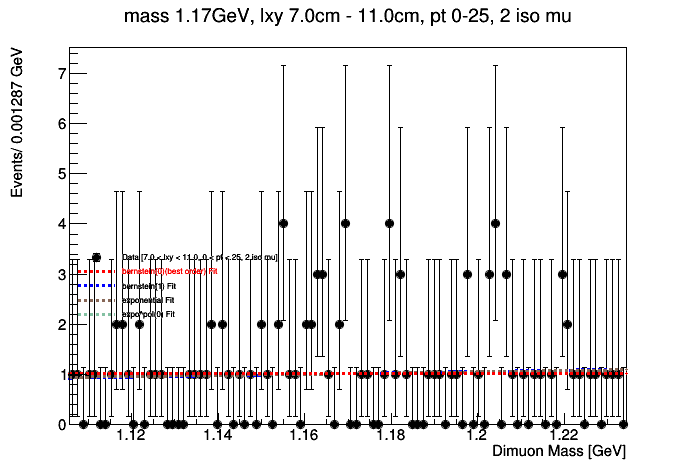 mass 1.17GeV, lxy 7.0cm - 11.0cm, pt 0-25, 2 iso mu
Events/ 0.001287 GeV
7
6
5
4
3
2
1
0
Data [7.0 < lxy < 11.0, 0 < pt < 25, 2 iso mu]
bernstein[0](best order) Fit
bernstein[1] Fit
exponential Fit
expo*pol[0] Fit
1.12 1.14 1.16 1.18 1.2 1.22
Dimuon Mass [GeV]